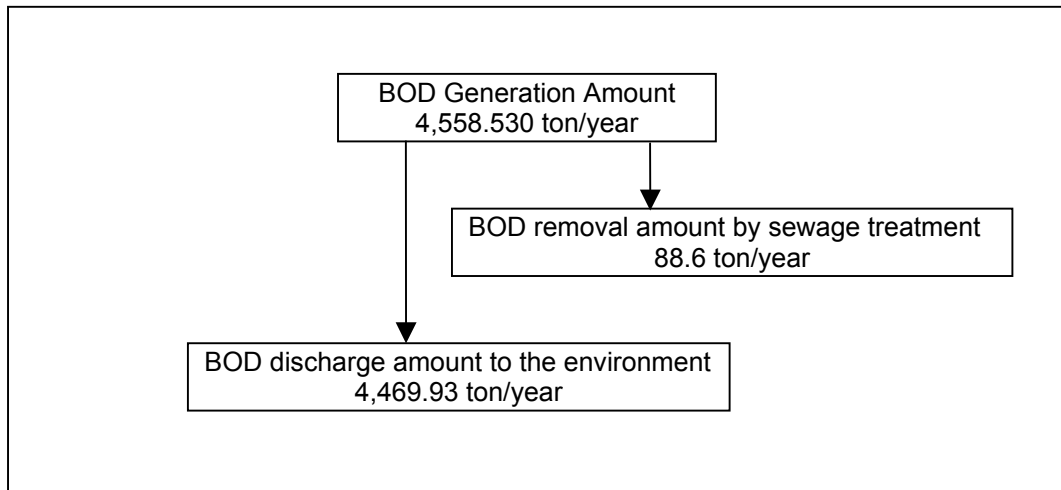 BOD Generation Amount
4,558.530 ton/year
BOD removal amount by sewage treatment
88.6 ton/year
BOD discharge amount to the environment
4,469.93 ton/year